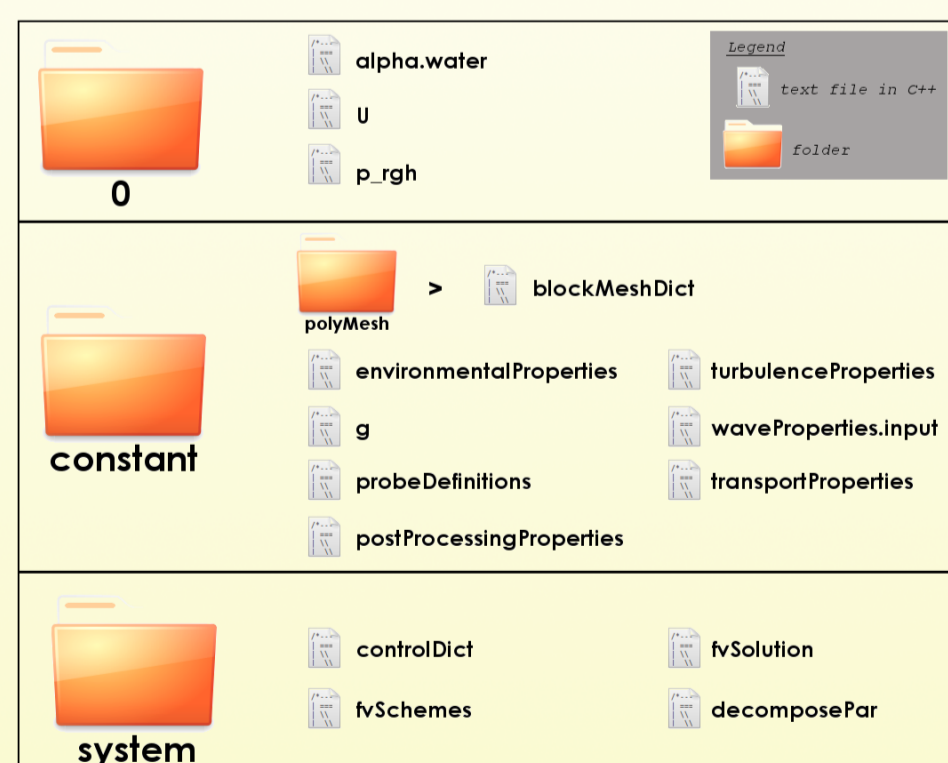 alpha.water
U
p_rgh
0
Legend
text file in C++
folder
polyMesh
>
blockMeshDict
environmentalProperties
turbulenceProperties
g
waveProperties.input
probeDefinitions
transportProperties
postProcessingProperties
constant
controlDict
fvSolution
fvSchemes
decomposePar
system